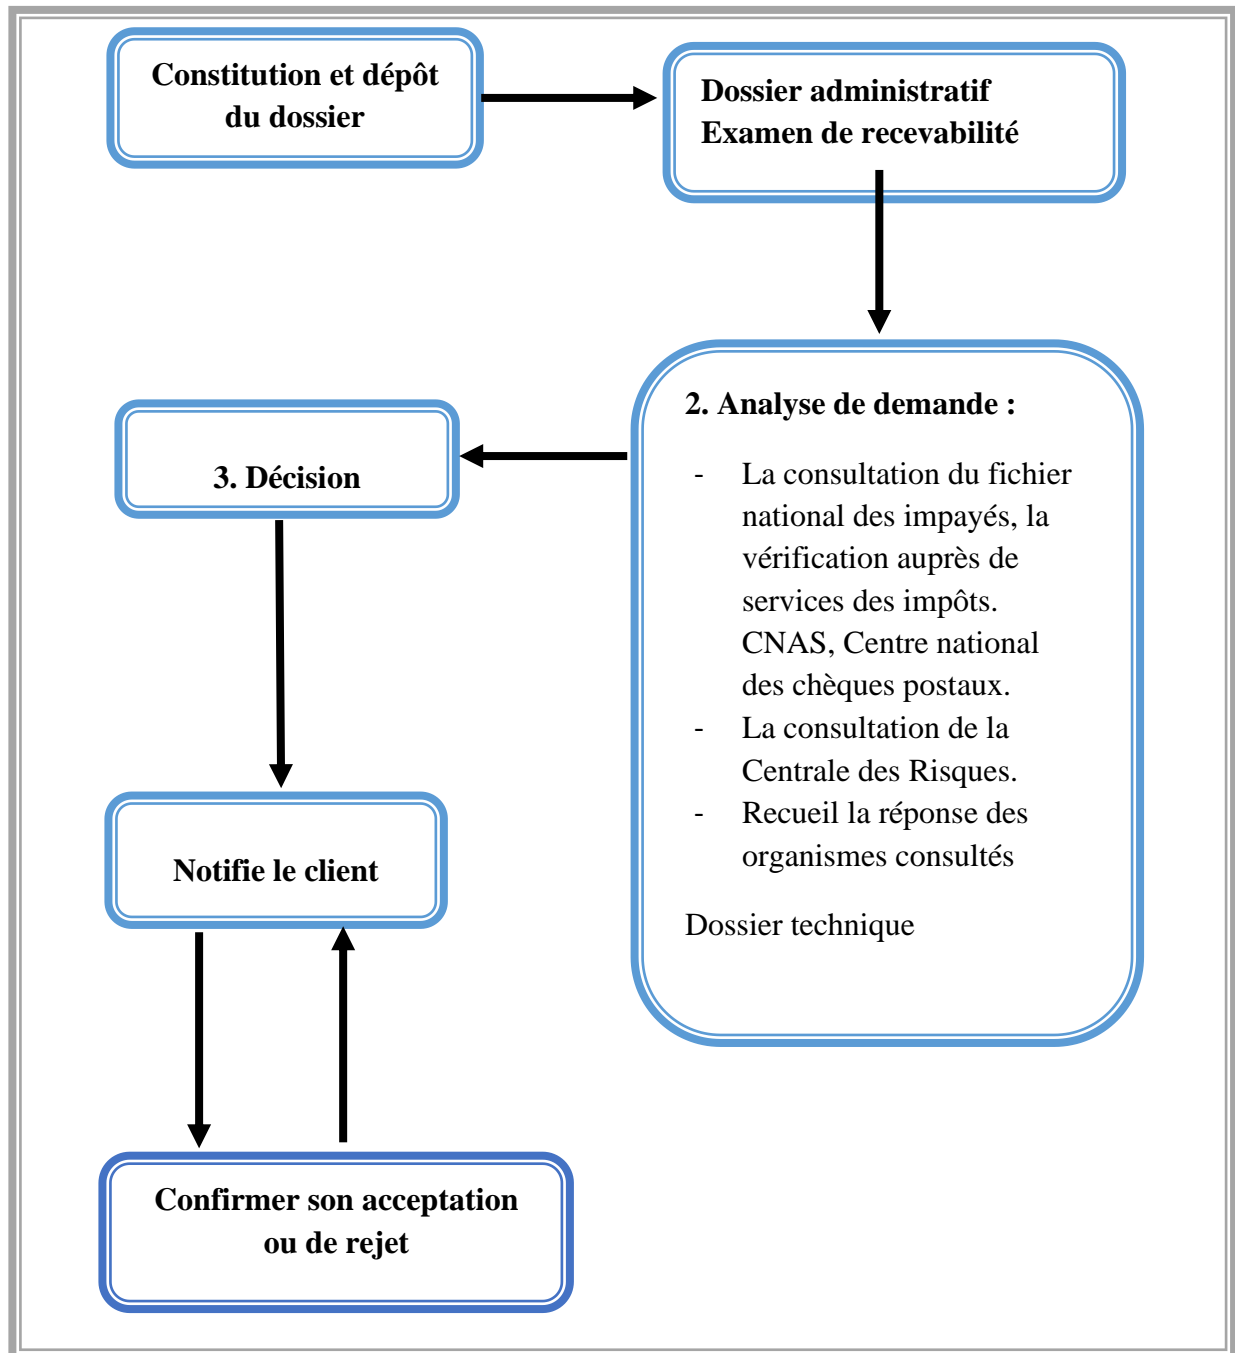 Constitution et dépôt
du dossier
Dossier administratif
Examen de recevabilité
2. Analyse de demande :
- La consultation du fichier
national des impayés, la
vérification auprès de
services des impôts.
CNAS, Centre national
des chèques postaux.
- La consultation de la
Centrale des Risques.
- Recueil la réponse des
organismes consultés
Dossier technique
3. Décision
Notifie le client
Confirmer son acceptation
ou de rejet